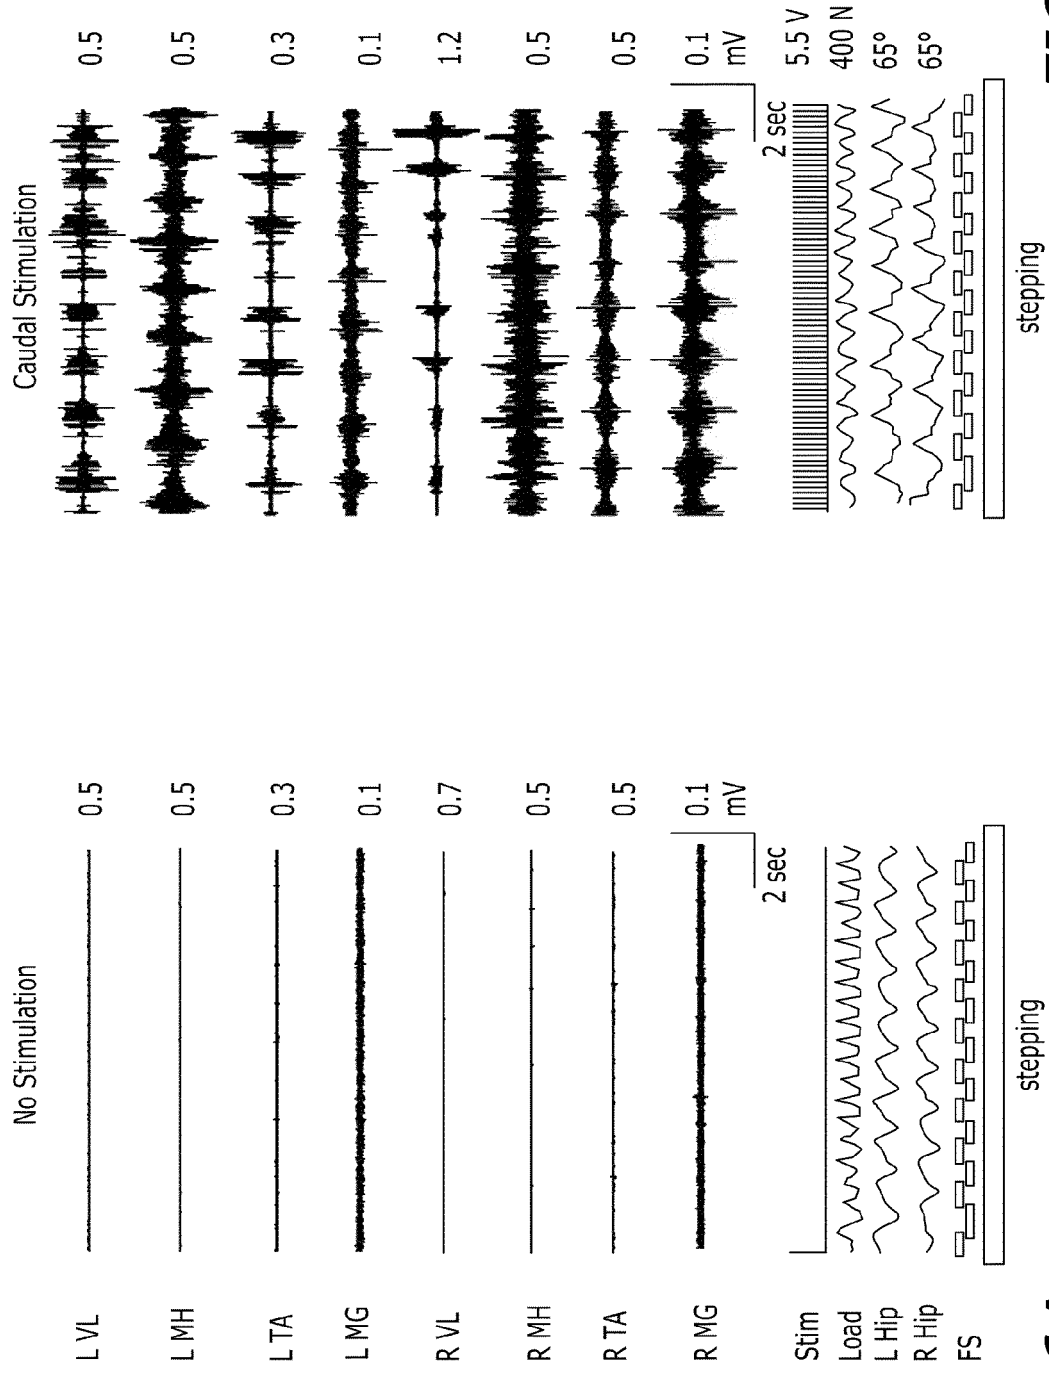 No Stimulation
Caudal Stimulation
L VL 0.5 0.5
L MH 0.5 0.5
L TA 0.3 0.3
L MG 0.1 0.1
R VL 0.7 1.2
R MH 0.5 0.5
R TA 0.5 0.5
R MG 0.1 0.1
mV mV
2 sec 2 sec
Stim 5.5 V
Load 400 N
L Hip 65°
R Hip 65°
FS
stepping stepping